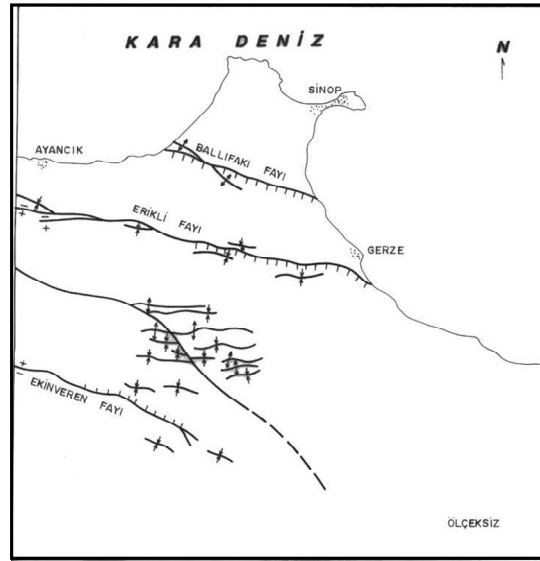 KARA DENİZ
N
SİNOP
AYANCIK
BALLIFAKI FAYI
ERİKLİ FAYI
GERZE
EKİNVEREN FAYI
ÖLÇEKSİZ